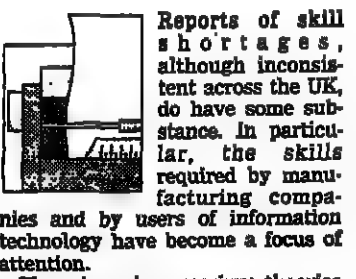 Reports of skill
shortages,
although inconsis-
tent across the UK,
do have some sub-
stance. In particu-
lar, the skills
required by manu-
facturing compa-
nies and by users of information
technology have become a focus of
attention.